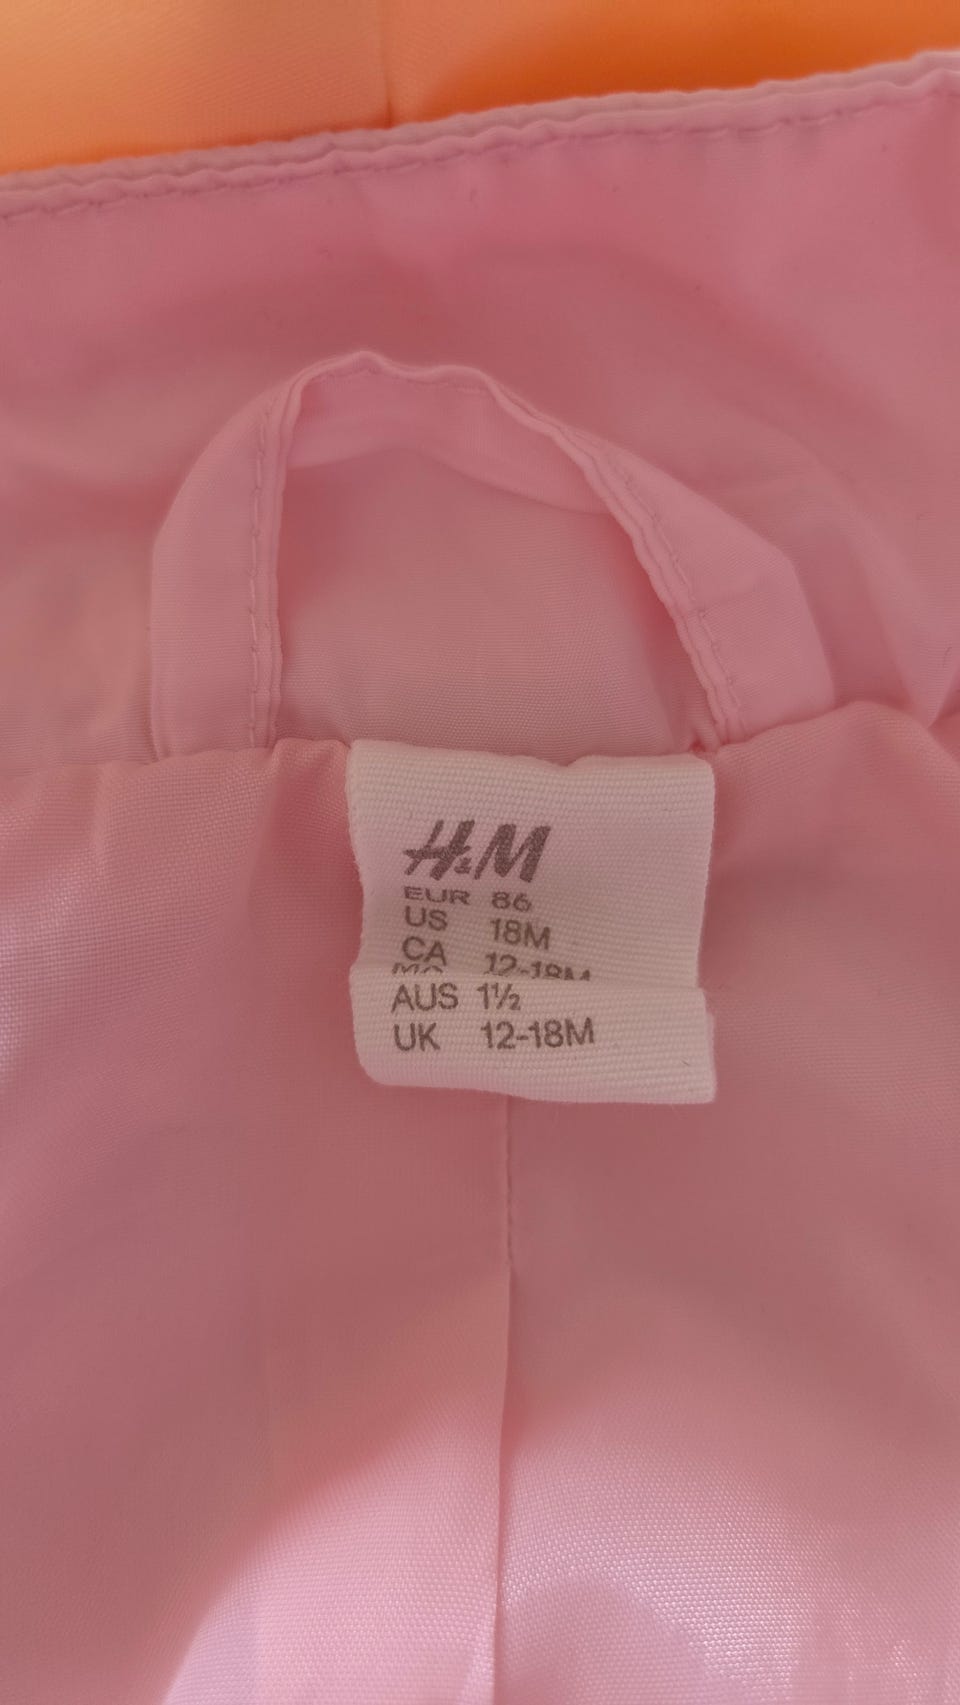 H&M
EUR 86
US 18M
CA 12-18M
AUS 1½
UK 12-18M